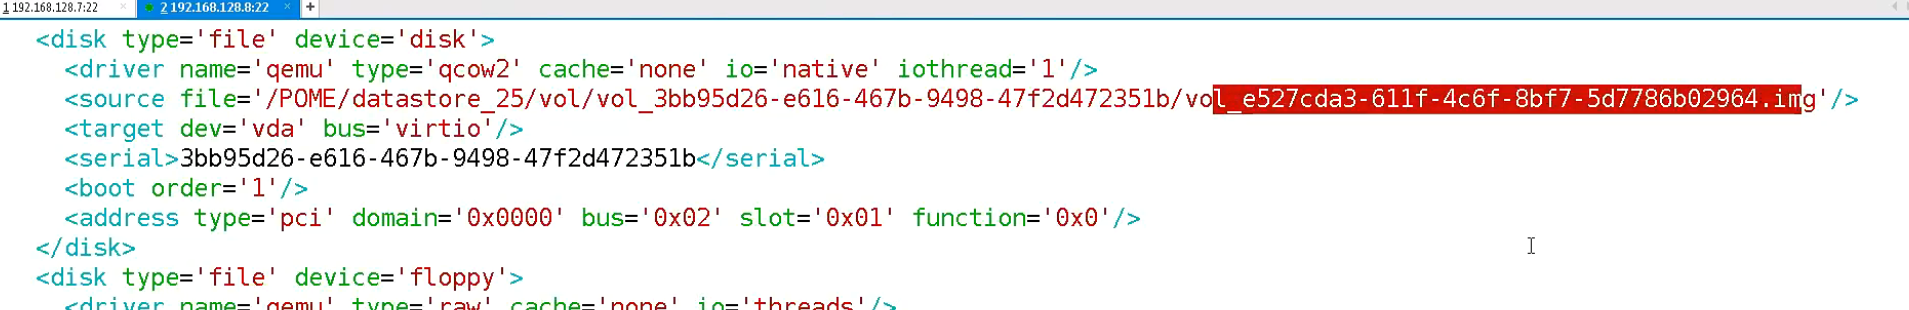 1 192.168.128.7:22 × 2 192.168.128.8:22 × +
<disk type='file' device='disk'>
<driver name='qemu' type='qcow2' cache='none' io='native' iothread='1'/>
<source file='/POME/datastore_25/vol/vol_3bb95d26-e616-467b-9498-47f2d472351b/vol_e527cda3-611f-4c6f-8bf7-5d7786b02964.img'/>
<target dev='vda' bus='virtio'/>
<serial>3bb95d26-e616-467b-9498-47f2d472351b</serial>
<boot order='1'/>
<address type='pci' domain='0x0000' bus='0x02' slot='0x01' function='0x0'/>
</disk>
<disk type='file' device='floppy'>
<driver name='qemu' type='raw' cache='none' io='threads'/>